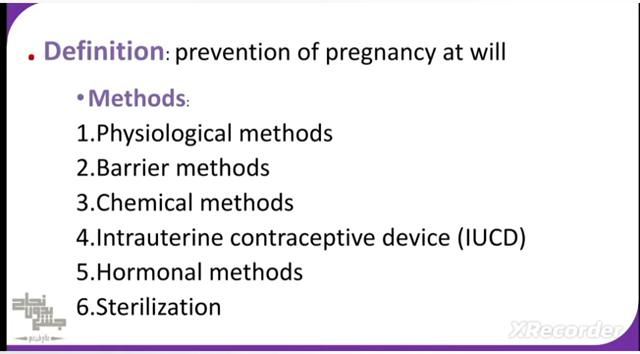 . Definition: prevention of pregnancy at will
•Methods:
1.Physiological methods
2.Barrier methods
3.Chemical methods
4.Intrauterine contraceptive device (IUCD)
5.Hormonal methods
6.Sterilization
XRecorder